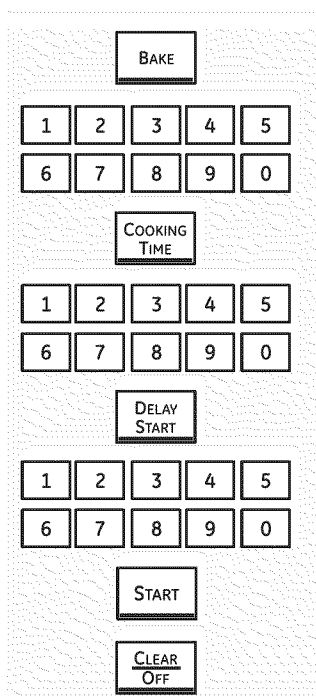 BAKE
1 2 3 4 5
6 7 8 9 0
COOKING
TIME
1 2 3 4 5
6 7 8 9 0
DELAY
START
1 2 3 4 5
6 7 8 9 0
START
CLEAR
OFF